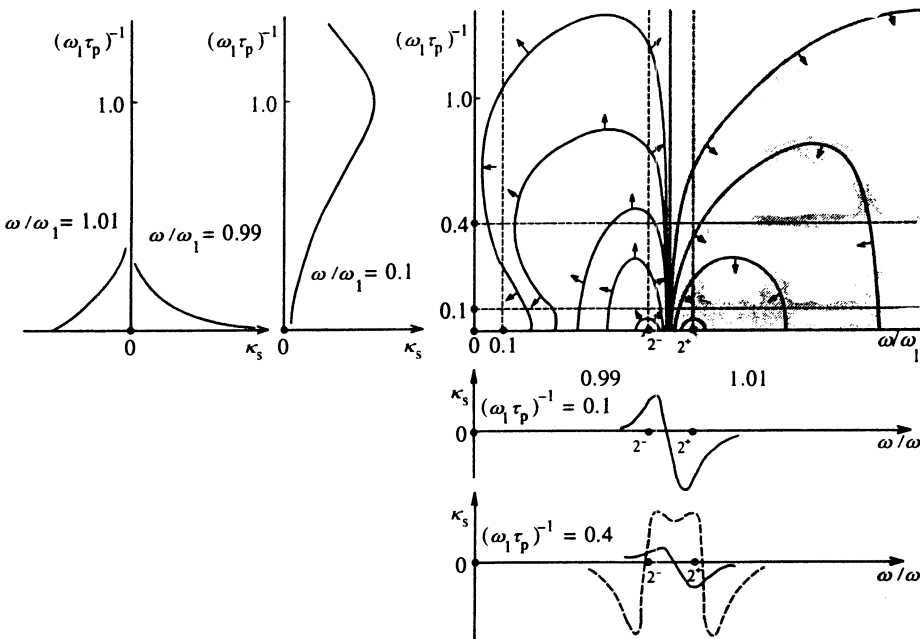 (ω₁τₚ)⁻¹
1.0
ω/ω₁ = 1.01
ω/ω₁ = 0.99
0
κₛ
(ω₁τₚ)⁻¹
1.0
ω/ω₁ = 0.1
0
κₛ
(ω₁τₚ)⁻¹
1.0
0.4
0.1
0
0 0.1 2⁻ 2⁺ ω/ω₁
0.99 1.01
κₛ
(ω₁τₚ)⁻¹ = 0.1
0
2⁻ 2⁺ ω/ω
κₛ
(ω₁τₚ)⁻¹ = 0.4
0
2⁻ 2⁺ ω/ω